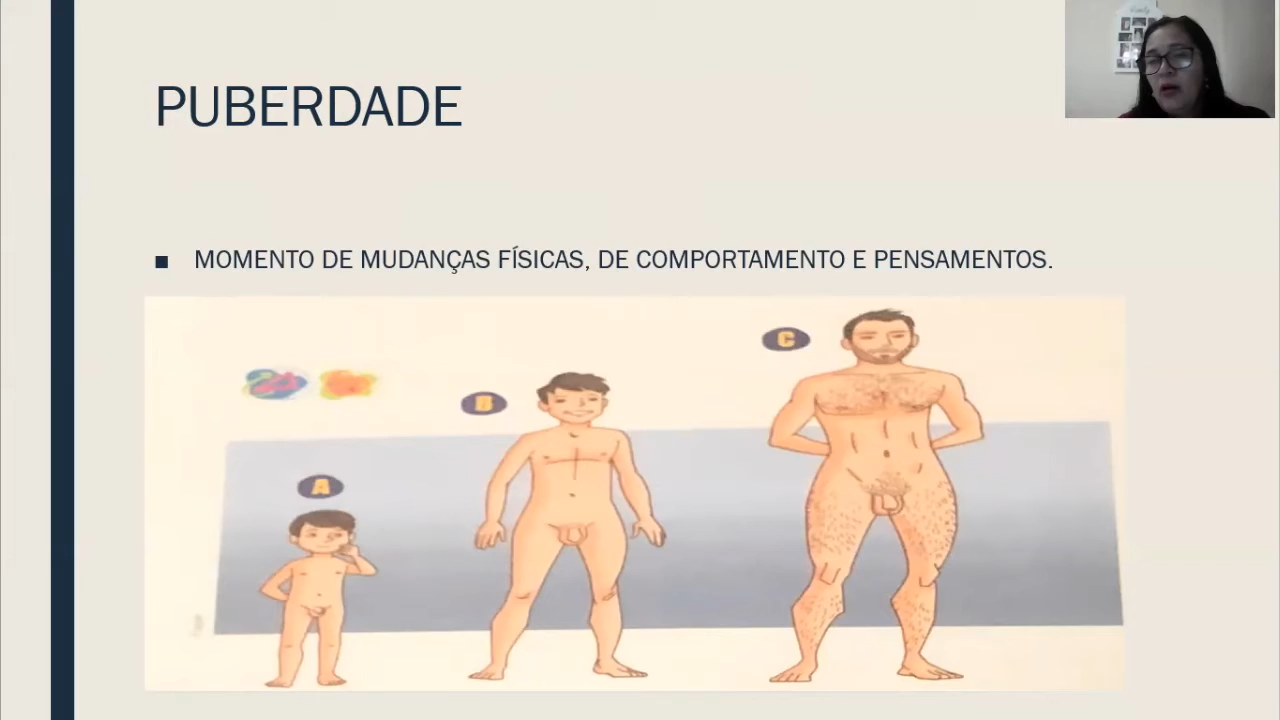 PUBERDADE
■ MOMENTO DE MUDANÇAS FÍSICAS, DE COMPORTAMENTO E PENSAMENTOS.
A
B
C